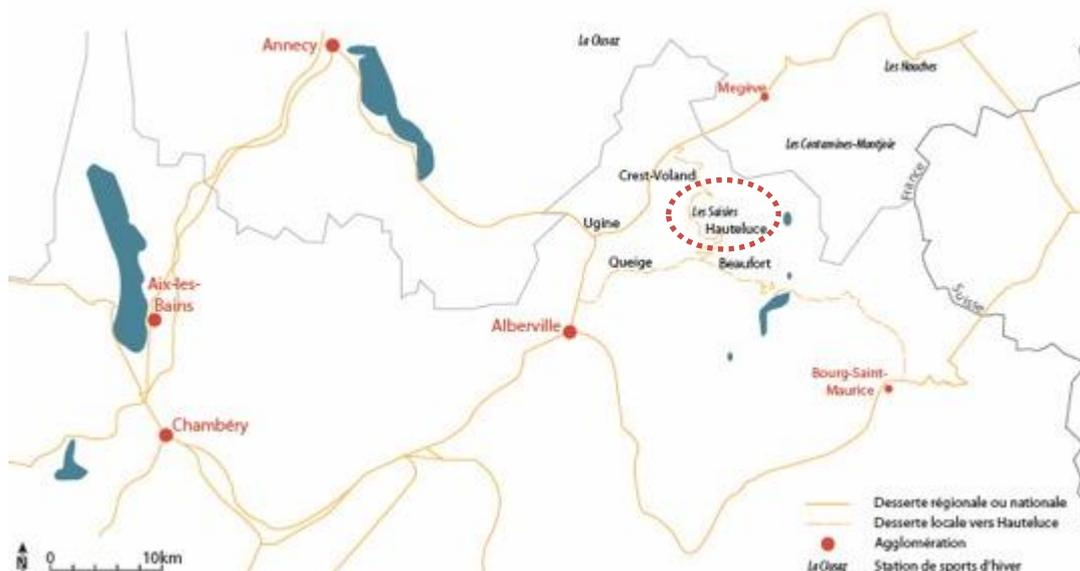 Annecy
La Clusaz
Megève
Les Houches
Les Contamines-Montjoie
Crest-Voland
France
Les Saisies
Hauteluce
Ugine
Queige
Beaufort
Aix-les-
Bains
Suisse
Alberville
Bourg-Saint-
Maurice
Chambéry
Desserte régionale ou nationale
Desserte locale vers Hauteluce
Agglomération
La Clusaz Station de sports d'hiver
N 0 10km